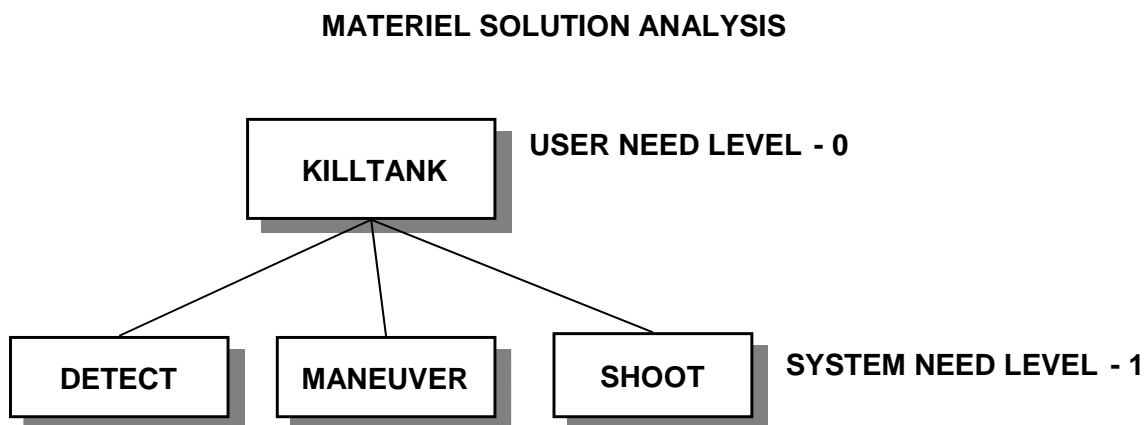 MATERIEL SOLUTION ANALYSIS
KILLTANK
USER NEED LEVEL - 0
DETECT
MANEUVER
SHOOT
SYSTEM NEED LEVEL - 1